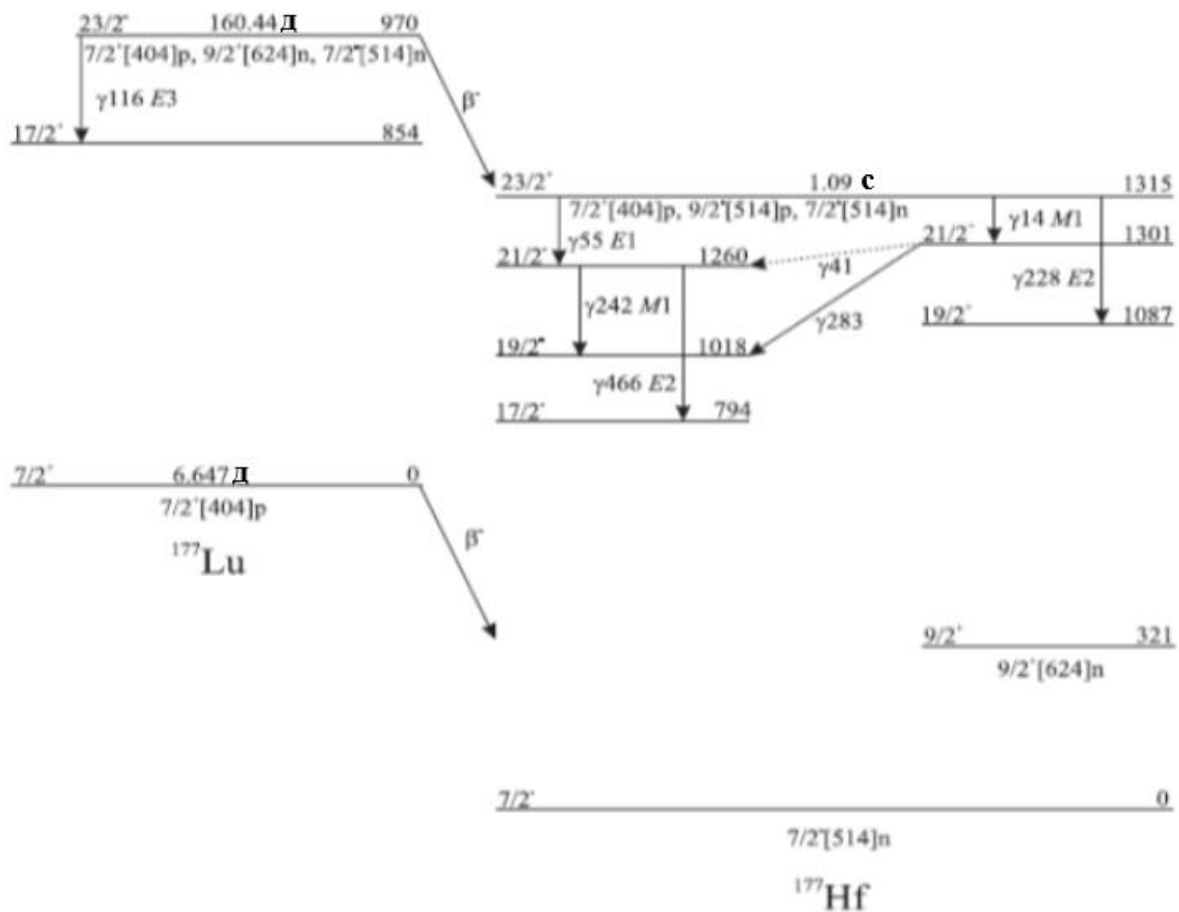 23/2⁻ 160.44 Д 970
7/2⁺[404]p, 9/2⁺[624]n, 7/2⁻[514]n
γ116 E3
β⁻
17/2⁺ 854
23/2⁺ 1.09 с 1315
7/2⁺[404]p, 9/2⁻[514]p, 7/2⁻[514]n
γ14 M1
21/2⁺ 1301
γ55 E1
21/2⁻ 1260
γ41
γ228 E2
γ242 M1
γ283
19/2⁺ 1087
19/2⁻ 1018
γ466 E2
17/2⁻ 794
7/2⁺ 6.647 Д 0
7/2⁺[404]p
β⁻
¹⁷⁷Lu
9/2⁺ 321
9/2⁺[624]n
7/2⁻ 0
7/2⁻[514]n
¹⁷⁷Hf